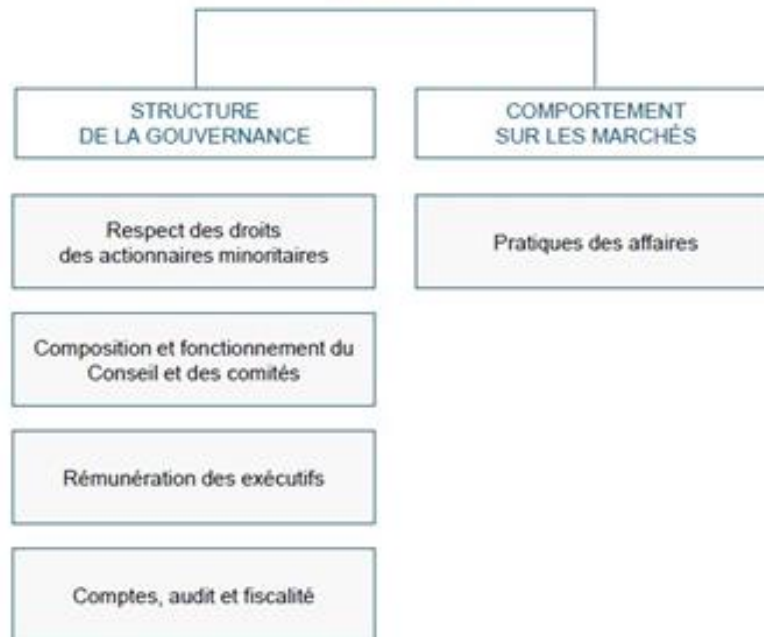 STRUCTURE
DE LA GOUVERNANCE
COMPORTEMENT
SUR LES MARCHÉS
Respect des droits
des actionnaires minoritaires
Pratiques des affaires
Composition et fonctionnement du
Conseil et des comités
Rémunération des exécutifs
Comptes, audit et fiscalité